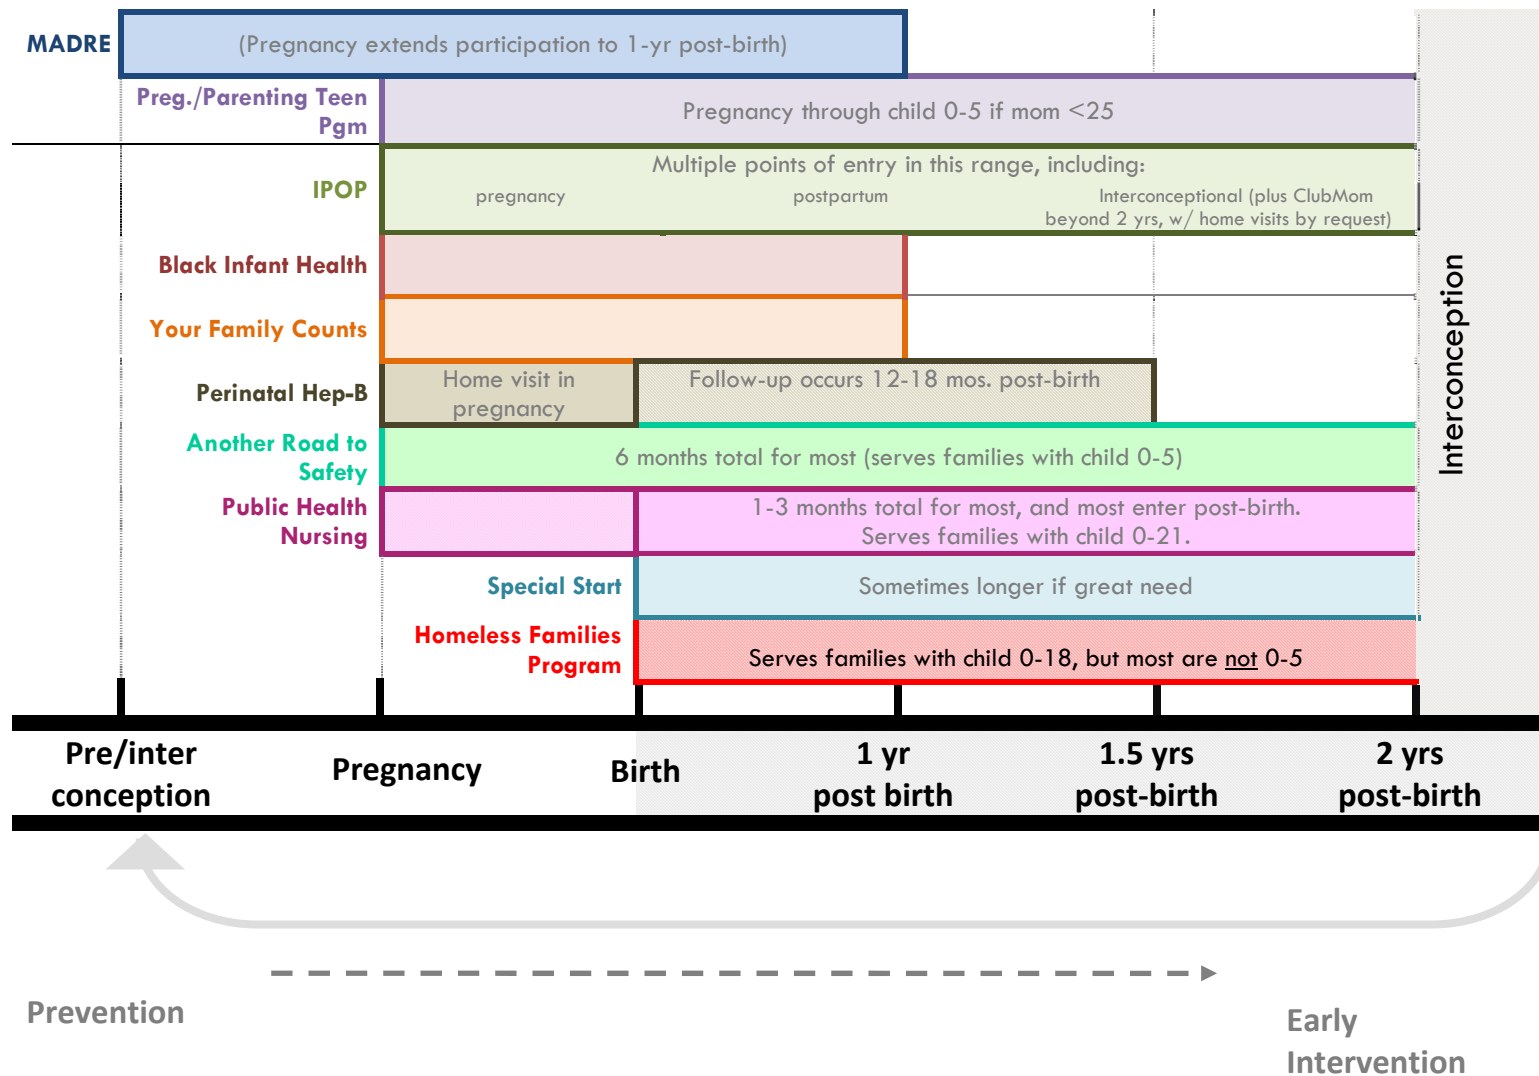 MADRE
(Pregnancy extends participation to 1-yr post-birth)
Preg./Parenting Teen
Pgm
Pregnancy through child 0-5 if mom <25
IPOP
Multiple points of entry in this range, including:
pregnancy
postpartum
Interconceptional (plus ClubMom
beyond 2 yrs, w/ home visits by request)
Black Infant Health
Your Family Counts
Perinatal Hep-B
Home visit in
pregnancy
Follow-up occurs 12-18 mos. post-birth
Another Road to
Safety
6 months total for most (serves families with child 0-5)
Public Health
Nursing
1-3 months total for most, and most enter post-birth.
Serves families with child 0-21.
Special Start
Sometimes longer if great need
Homeless Families
Program
Serves families with child 0-18, but most are not 0-5
Interconception
Pre/inter
conception
Pregnancy
Birth
1 yr
post birth
1.5 yrs
post-birth
2 yrs
post-birth
Prevention
Early
Intervention